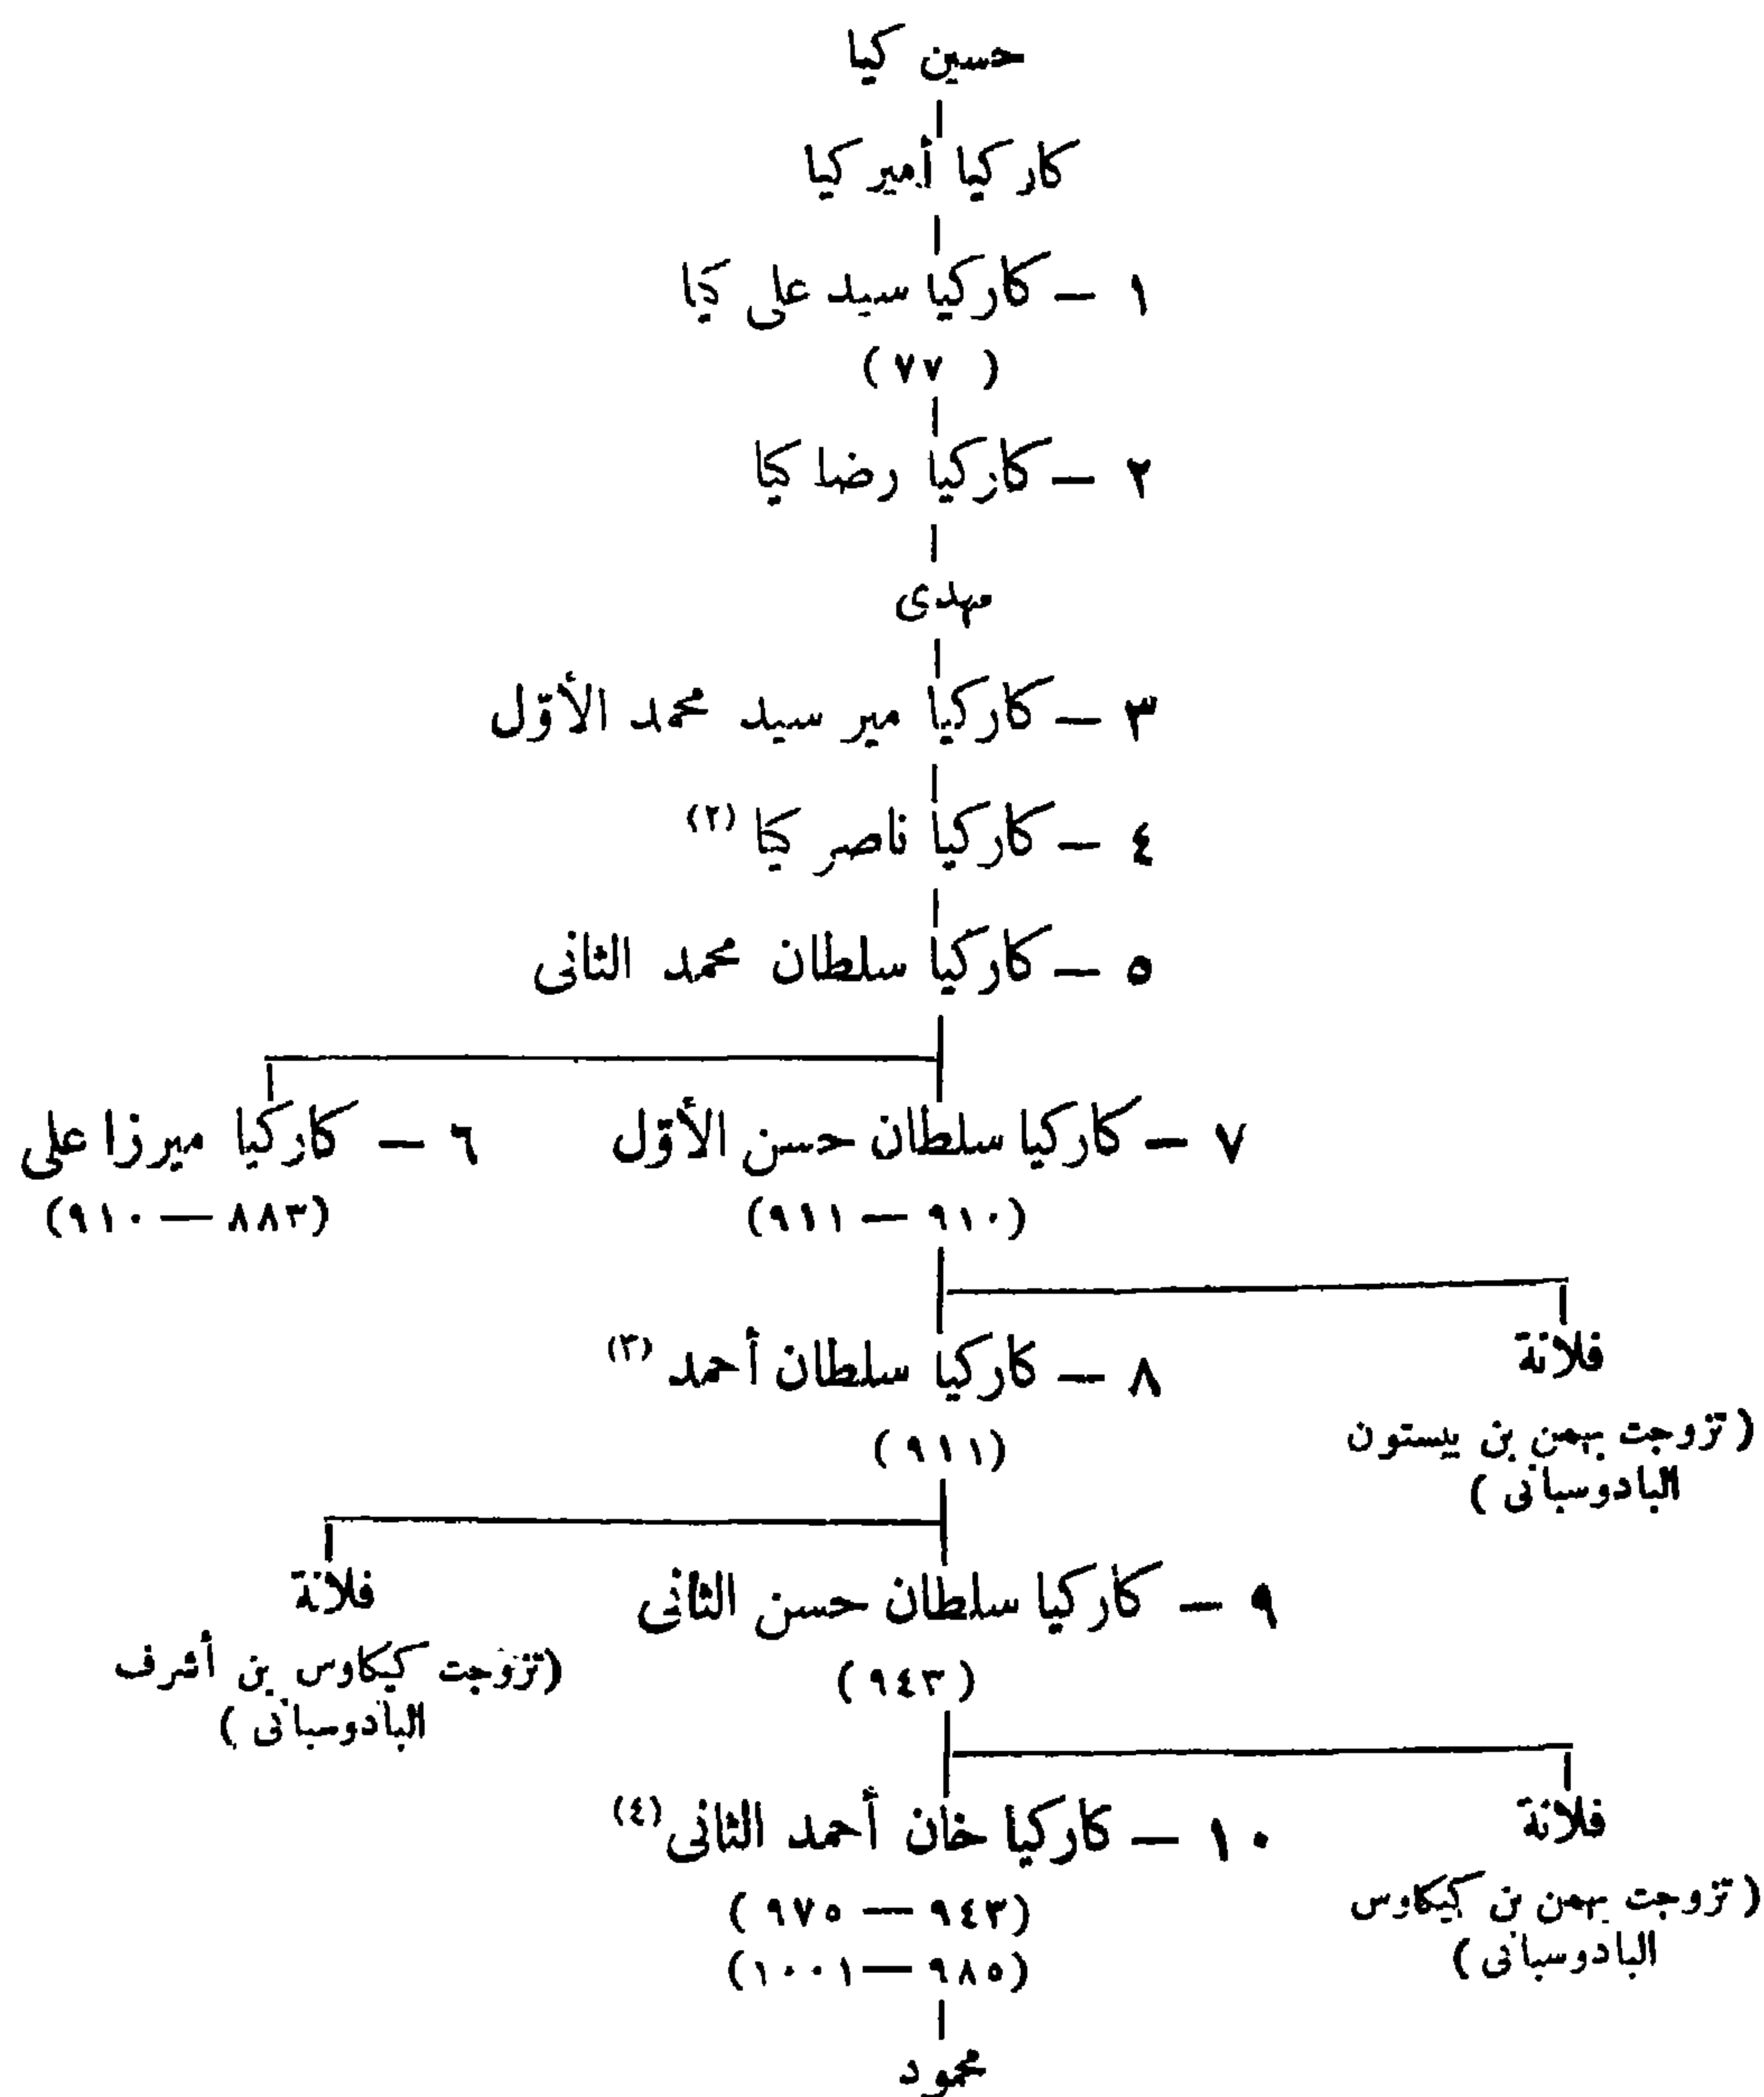 حسين كيا
كار كيا أمير كيا
١ — كاركيا سيد على كيا
( ٧٧ )
٢ — كاركيا رضا كيا
مهدى
٣ — كاركيا مير سيد محمد الأوّل
٤ — كاركيا ناصر كيا (٢)
٥ — كاركيا سلطان محمد الثانى
٧ — كاركيا سلطان حسن الأوّل
(٩١٠ — ٩١١)
٦ — كاركيا ميرزا على
(٨٨٣ — ٩١٠)
فلانة
(تزوجت بهمن بن بيستون
البادوسبانى)
٨ — كاركيا سلطان أحمد (٣)
(٩١١)
٩ — كاركيا سلطان حسن الثانى
(٩٤٣)
فلانة
(تزوجت كيكاوس بن أشرف
البادوسبانى)
فلانة
(تزوجت بهمن بن كيكاوس
البادوسبانى)
١٠ — كاركيا خان أحمد الثانى (٤)
(٩٤٣ — ٩٧٥)
(٩٨٥ — ١٠٠١)
محمود